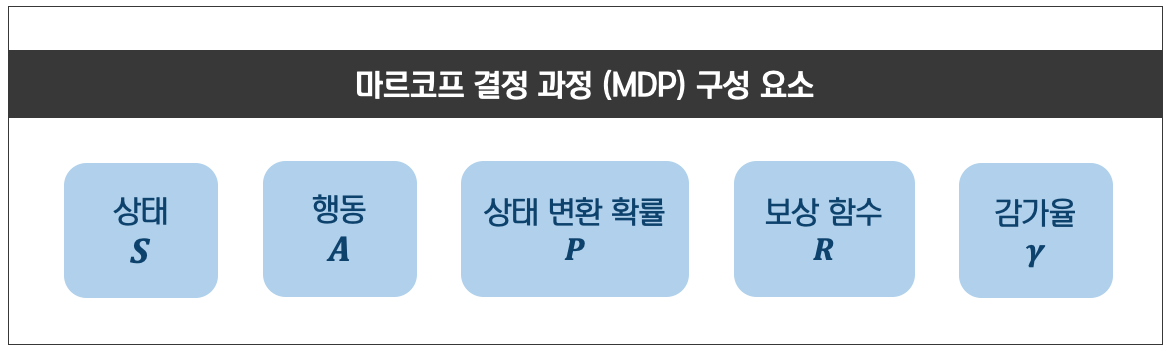 마르코프 결정 과정 (MDP) 구성 요소
상태
S
행동
A
상태 변환 확률
P
보상 함수
R
감가율
γ